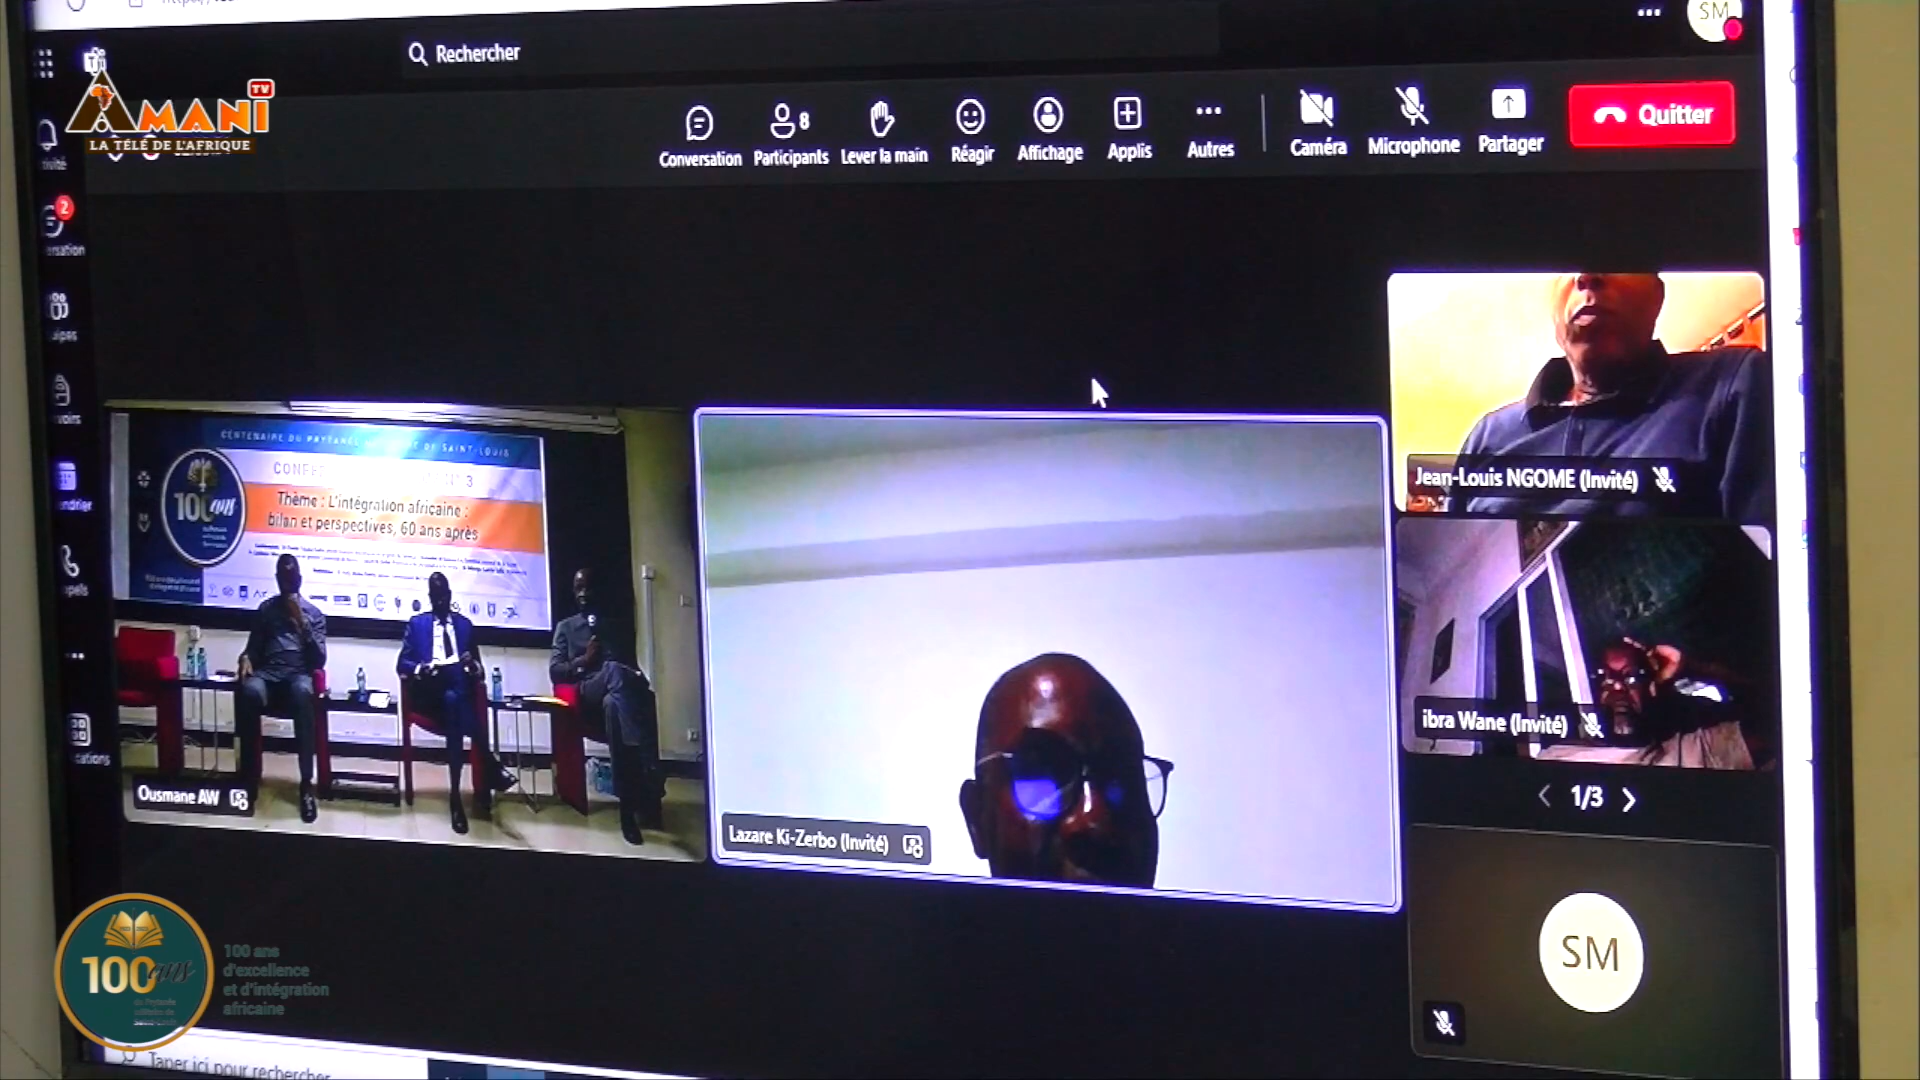 Rechercher
SM
AMANI TV
LA TÉLÉ DE L'AFRIQUE
8
Conversation
Participants
Lever la main
Réagir
Affichage
Applis
Autres
Caméra
Microphone
Partager
Quitter
2
CENTENAIRE DU PRYTANÉE DE SAINT-LOUIS
3
100 ans
Thème : L'intégration africaine :
bilan et perspectives, 60 ans après
Ousmane AW
Lazare Ki-Zerbo (Invité)
Jean-Louis NGOME (Invité)
ibra Wane (Invité)
1/3
SM
100 ans
100 ans
d'excellence
et d'intégration
africaine
Taper ici pour rechercher